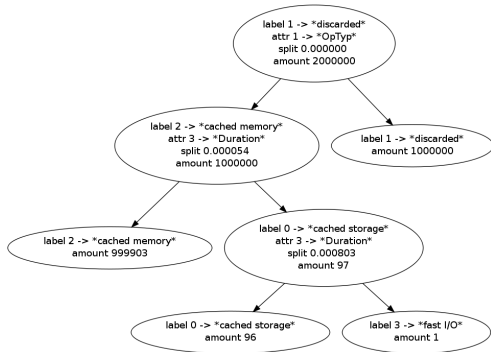 label 1 -> *discarded*
attr 1 -> *OpTyp*
split 0.000000
amount 2000000
label 2 -> *cached memory*
attr 3 -> *Duration*
split 0.000054
amount 1000000
label 1 -> *discarded*
amount 1000000
label 2 -> *cached memory*
amount 999903
label 0 -> *cached storage*
attr 3 -> *Duration*
split 0.000803
amount 97
label 0 -> *cached storage*
amount 96
label 3 -> *fast I/O*
amount 1